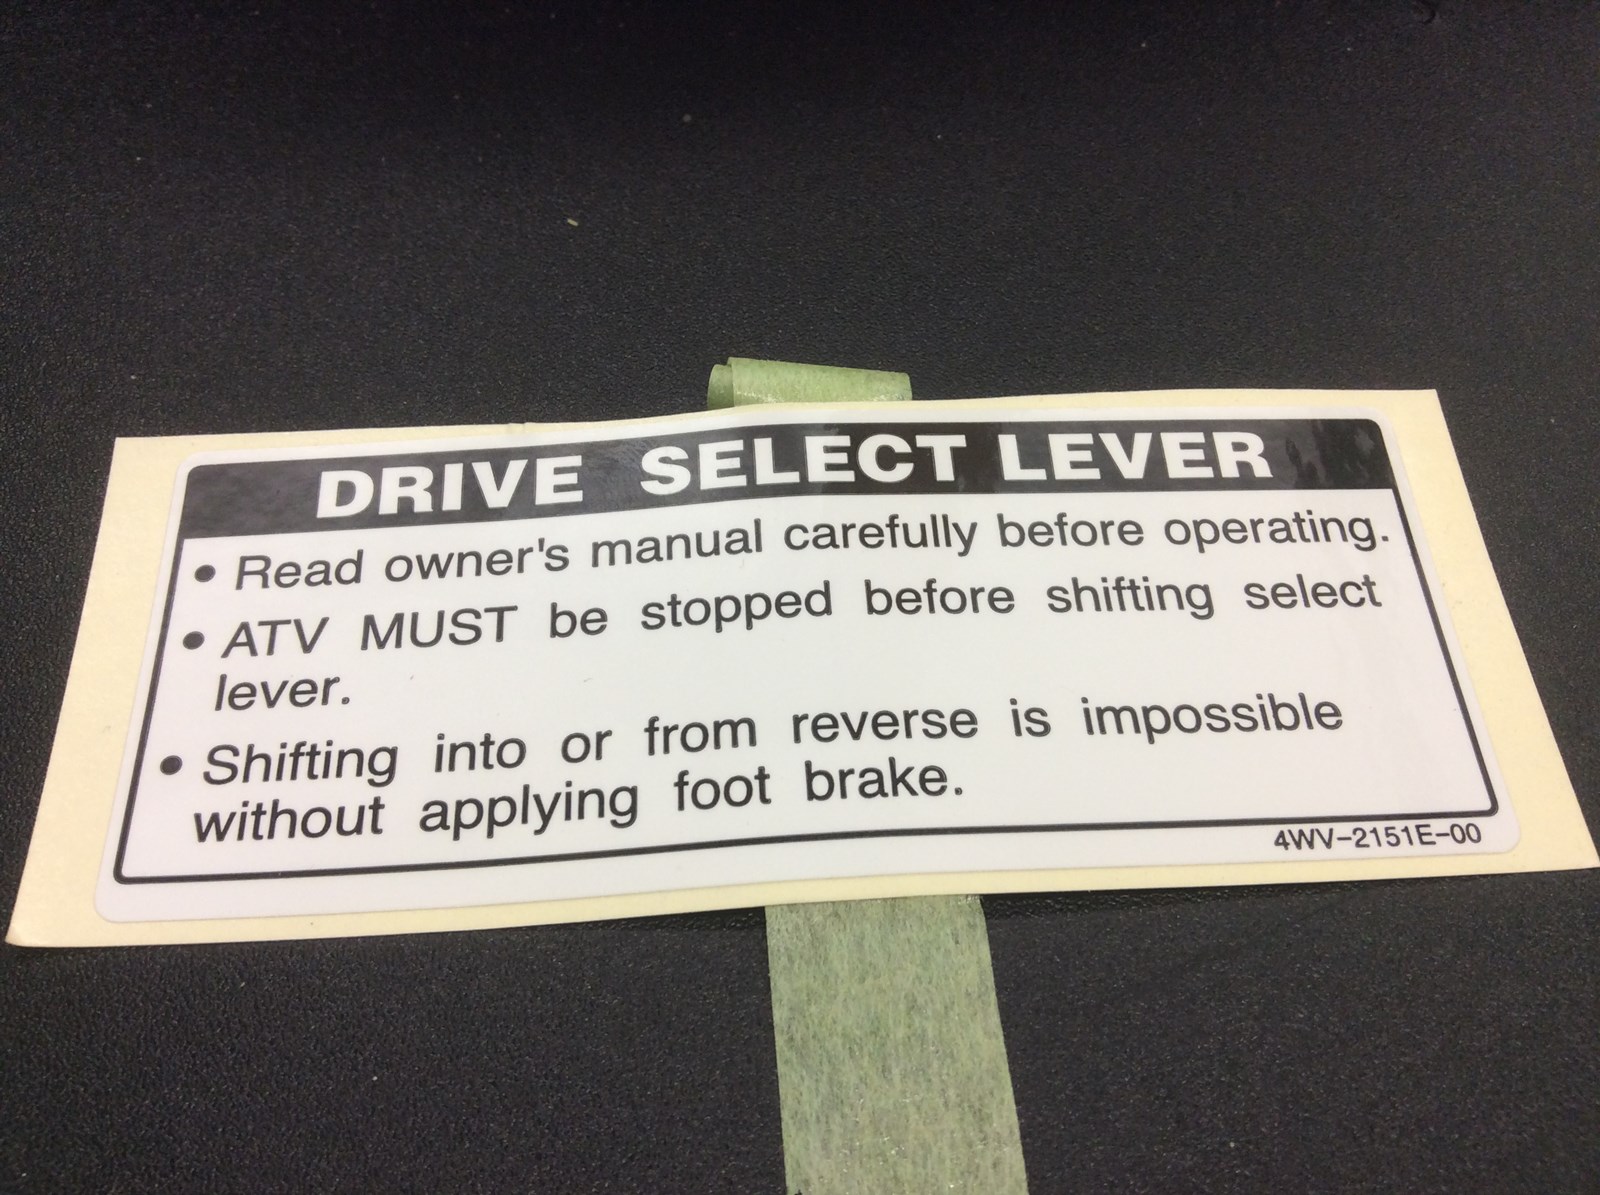 DRIVE SELECT LEVER
• Read owner's manual carefully before operating.
• ATV MUST be stopped before shifting select
lever.
• Shifting into or from reverse is impossible
without applying foot brake.
4WV-2151E-00